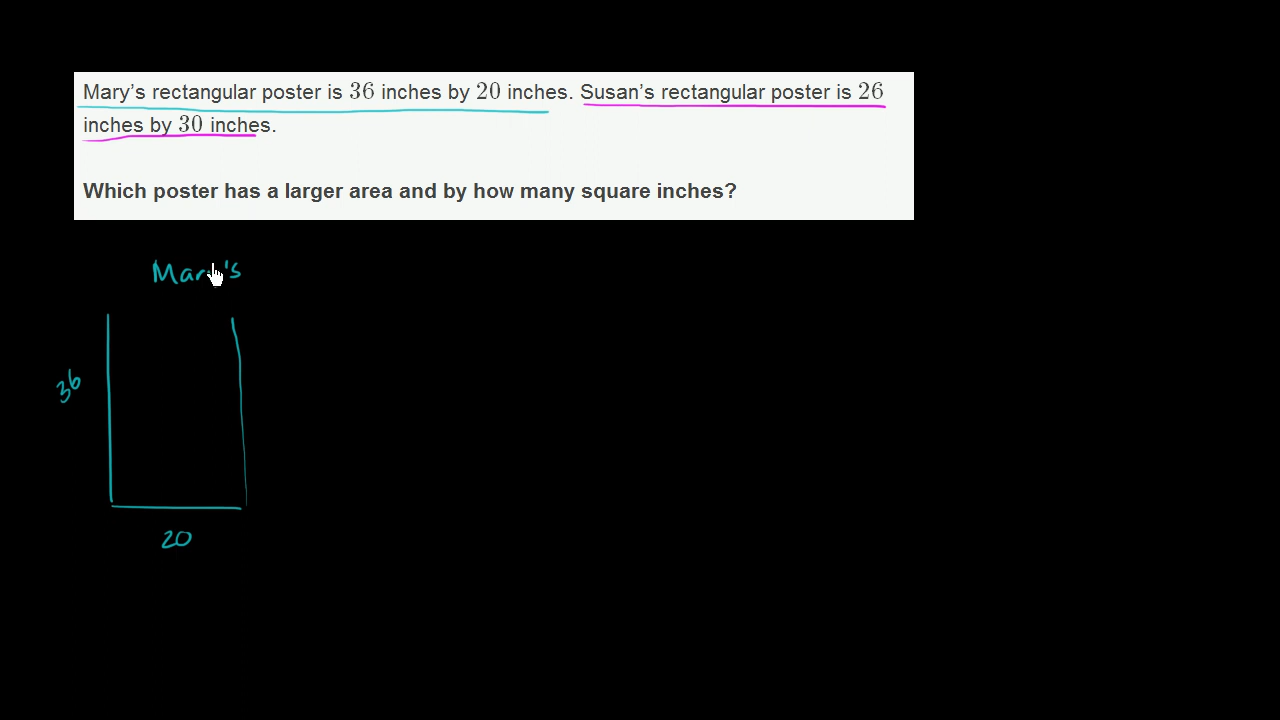 Mary’s rectangular poster is 36 inches by 20 inches. Susan’s rectangular poster is 26
inches by 30 inches.
Which poster has a larger area and by how many square inches?
Mary's
36
20